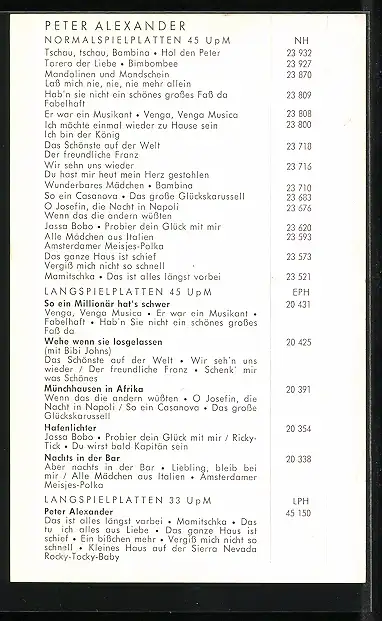 PETER ALEXANDER
NORMALSPIELPLATTEN 45 UpM NH
Tschau, tschau, Bambina • Hol den Peter 23 932
Torero der Liebe • Bimbombee 23 927
Mandolinen und Mondschein 23 870
Laß mich nie, nie, nie mehr allein
Hab'n sie nicht ein schönes großes Faß da 23 809
Fabelhaft
Er war ein Musikant • Venga, Venga Musica 23 808
Ich möchte einmal wieder zu Hause sein 23 800
Ich bin der König
Das Schönste auf der Welt 23 718
Der freundliche Franz
Wir sehn uns wieder 23 716
Du hast mir heut mein Herz gestohlen
Wunderbares Mädchen • Bambina 23 710
So ein Casanova • Das große Glückskarussell 23 683
O Josefin, die Nacht in Napoli 23 676
Wenn das die andern wüßten
Jassa Bobo • Probier dein Glück mit mir 23 620
Alle Mädchen aus Italien 23 593
Amsterdamer Meisjes-Polka
Das ganze Haus ist schief 23 573
Vergiß mich nicht so schnell
Mamitschka • Das ist alles längst vorbei 23 521
LANGSPIELPLATTEN 45 UpM EPH
So ein Millionär hat's schwer 20 431
Venga, Venga Musica • Er war ein Musikant •
Fabelhaft • Hab'n Sie nicht ein schönes großes
Faß da
Wehe wenn sie losgelassen 20 425
(mit Bibi Johns)
Das Schönste auf der Welt • Wir seh'n uns
wieder / Der freundliche Franz • Schenk' mir
was Schönes
Münchhausen in Afrika 20 391
Wenn das die andern wüßten • O Josefin, die
Nacht in Napoli / So ein Casanova • Das große
Glückskarussell
Hafenlichter 20 354
Jassa Bobo • Probier dein Glück mit mir / Ricky-
Tick • Du wirst bald Kapitän sein
Nachts in der Bar 20 338
Aber nachts in der Bar • Liebling, bleib bei
mir / Alle Mädchen aus Italien • Amsterdamer
Meisjes-Polka
LANGSPIELPLATTEN 33 UpM LPH
Peter Alexander 45 150
Das ist alles längst vorbei • Mamitschka • Das
tu ich alles aus Liebe • Das ganze Haus ist
schief • Ein bißchen mehr • Vergiß mich nicht so
schnell • Kleines Haus auf der Sierra Nevada
Rocky-Tocky-Baby